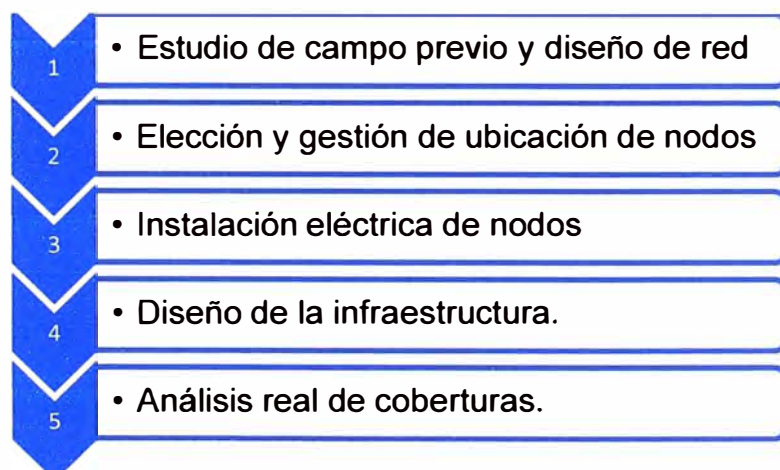 1 • Estudio de campo previo y diseño de red
2 • Elección y gestión de ubicación de nodos
3 • Instalación eléctrica de nodos
4 • Diseño de la infraestructura.
5 • Análisis real de coberturas.